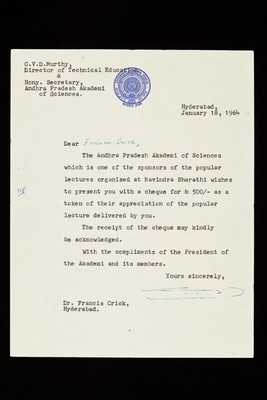 C.V.D.Murthy,
Director of Technical Educat
&
Hony. Secretary,
Andhra Pradesh Akademi
of Sciences.
Hyderabad,
January 18, 1964
Dear Francis Crick,
The Andhra Pradesh Akademi of Sciences
which is one of the sponsors of the popular
lectures organised at Ravindra Bharathi wishes
to present you with a cheque for Rs 500/- as a
token of their appreciation of the popular
lecture delivered by you.
The receipt of the cheque may kindly
be acknowledged.
With the compliments of the President of
the Akademi and its members.
Yours sincerely,
Dr. Francis Crick,
Hyderabad.